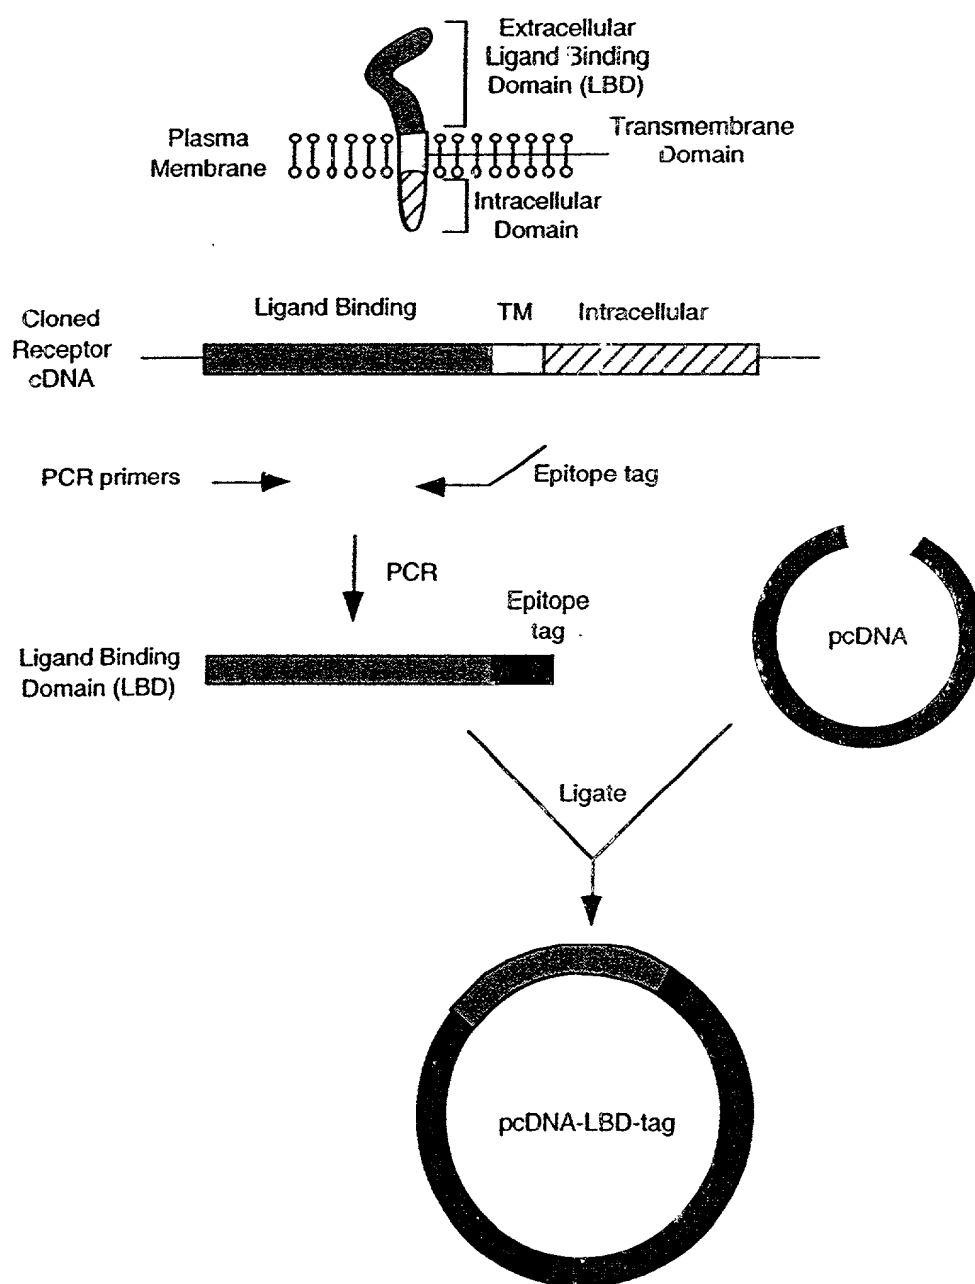 Extracellular
Ligand Binding
Domain (LBD)
Plasma
Membrane
Transmembrane
Domain
Intracellular
Domain
Ligand Binding
TM
Intracellular
Cloned
Receptor
cDNA
PCR primers
Epitope tag
PCR
Epitope
tag
Ligand Binding
Domain (LBD)
pcDNA
Ligate
pcDNA-LBD-tag